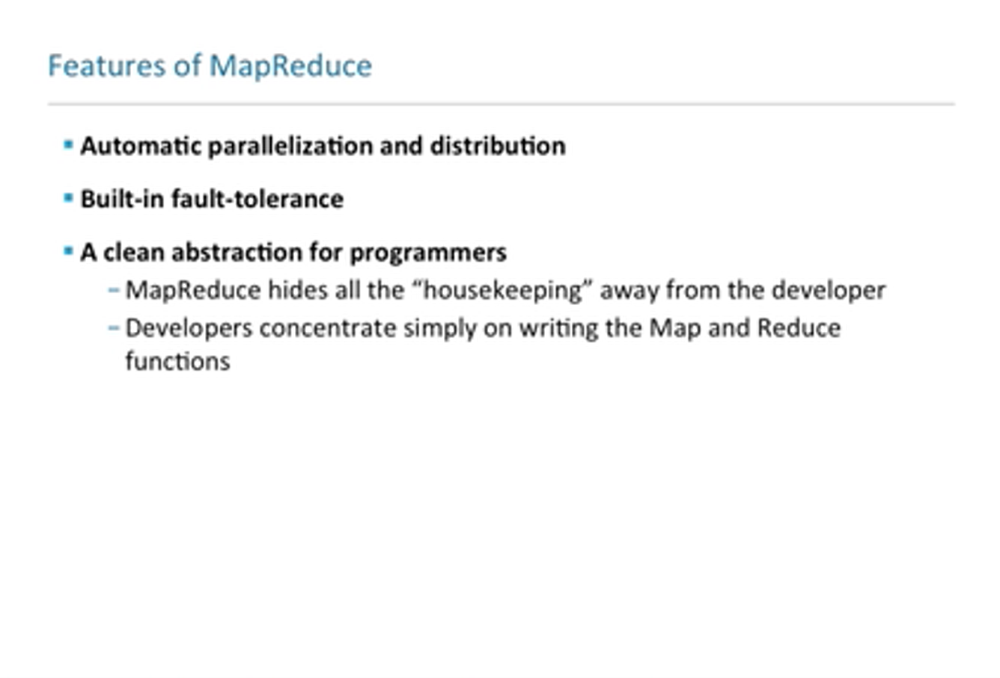 Features of MapReduce
▪ Automatic parallelization and distribution
▪ Built-in fault-tolerance
▪ A clean abstraction for programmers
– MapReduce hides all the “housekeeping” away from the developer
– Developers concentrate simply on writing the Map and Reduce
functions